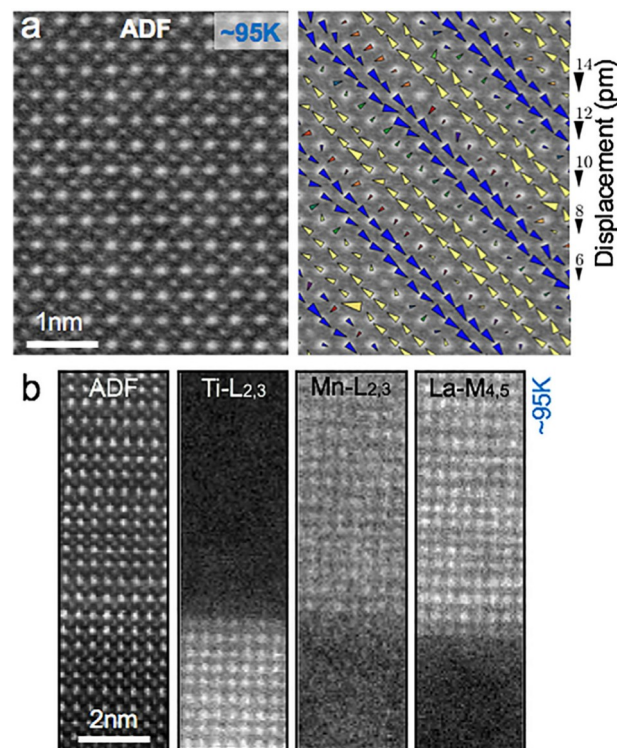 a
ADF
~95K
1nm
14
12
10
8
6
Displacement (pm)
b
ADF
Ti-L2,3
Mn-L2,3
La-M4,5
~95K
2nm